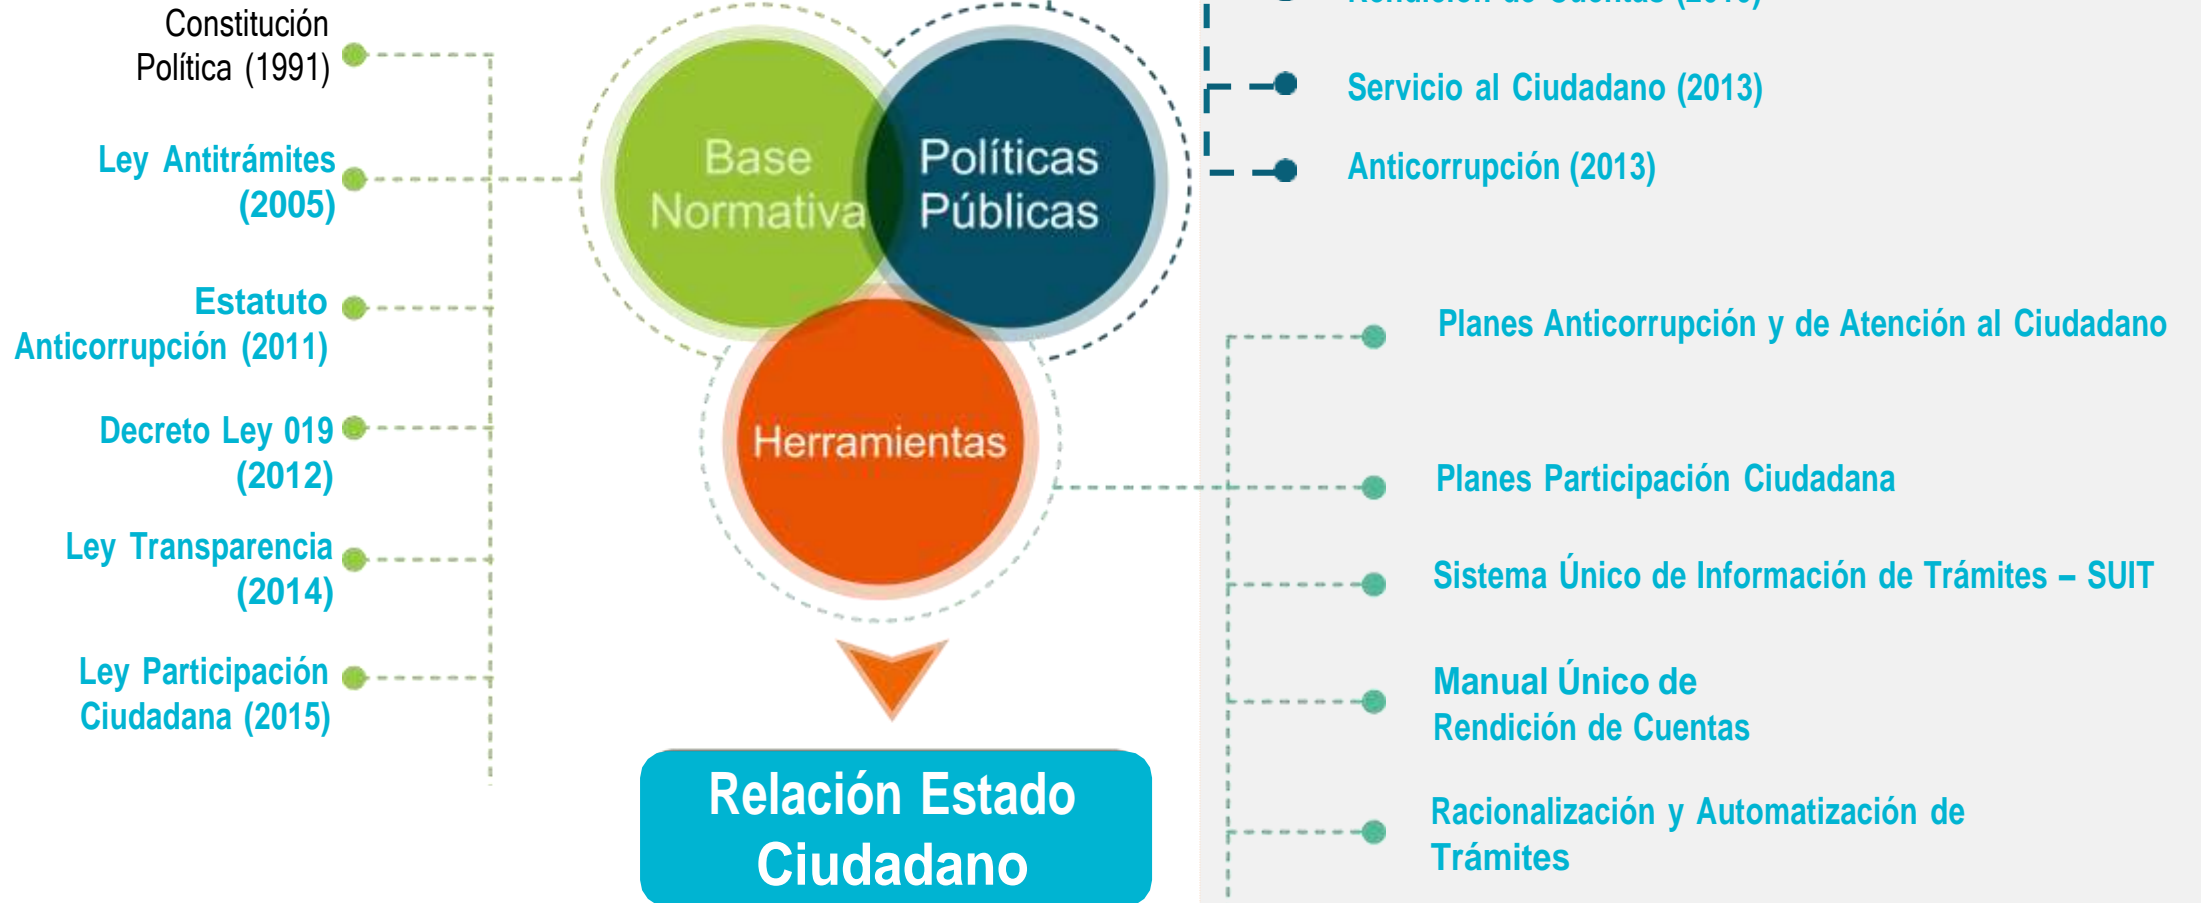 Constitución
Política (1991)
Ley Antitrámites
(2005)
Estatuto
Anticorrupción (2011)
Decreto Ley 019
(2012)
Ley Transparencia
(2014)
Ley Participación
Ciudadana (2015)
Base
Normativa
Políticas
Públicas
Herramientas
Relación Estado
Ciudadano
Rendición de Cuentas
Servicio al Ciudadano (2013)
Anticorrupción (2013)
Planes Anticorrupción y de Atención al Ciudadano
Planes Participación Ciudadana
Sistema Único de Información de Trámites – SUIT
Manual Único de
Rendición de Cuentas
Racionalización y Automatización de
Trámites